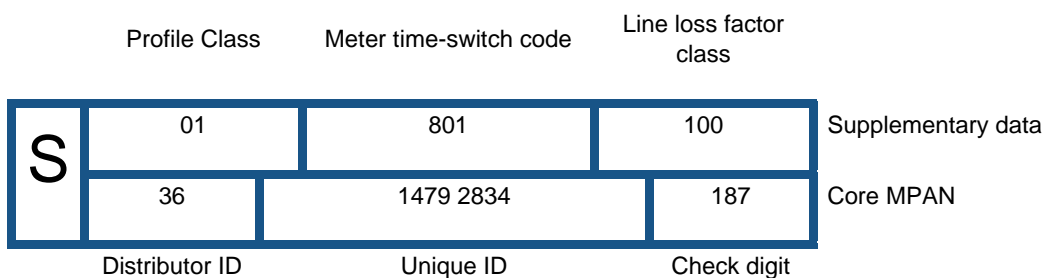 Profile Class Meter time-switch code Line loss factor class
S 01 801 100 Supplementary data
36 1479 2834 187 Core MPAN
Distributor ID Unique ID Check digit